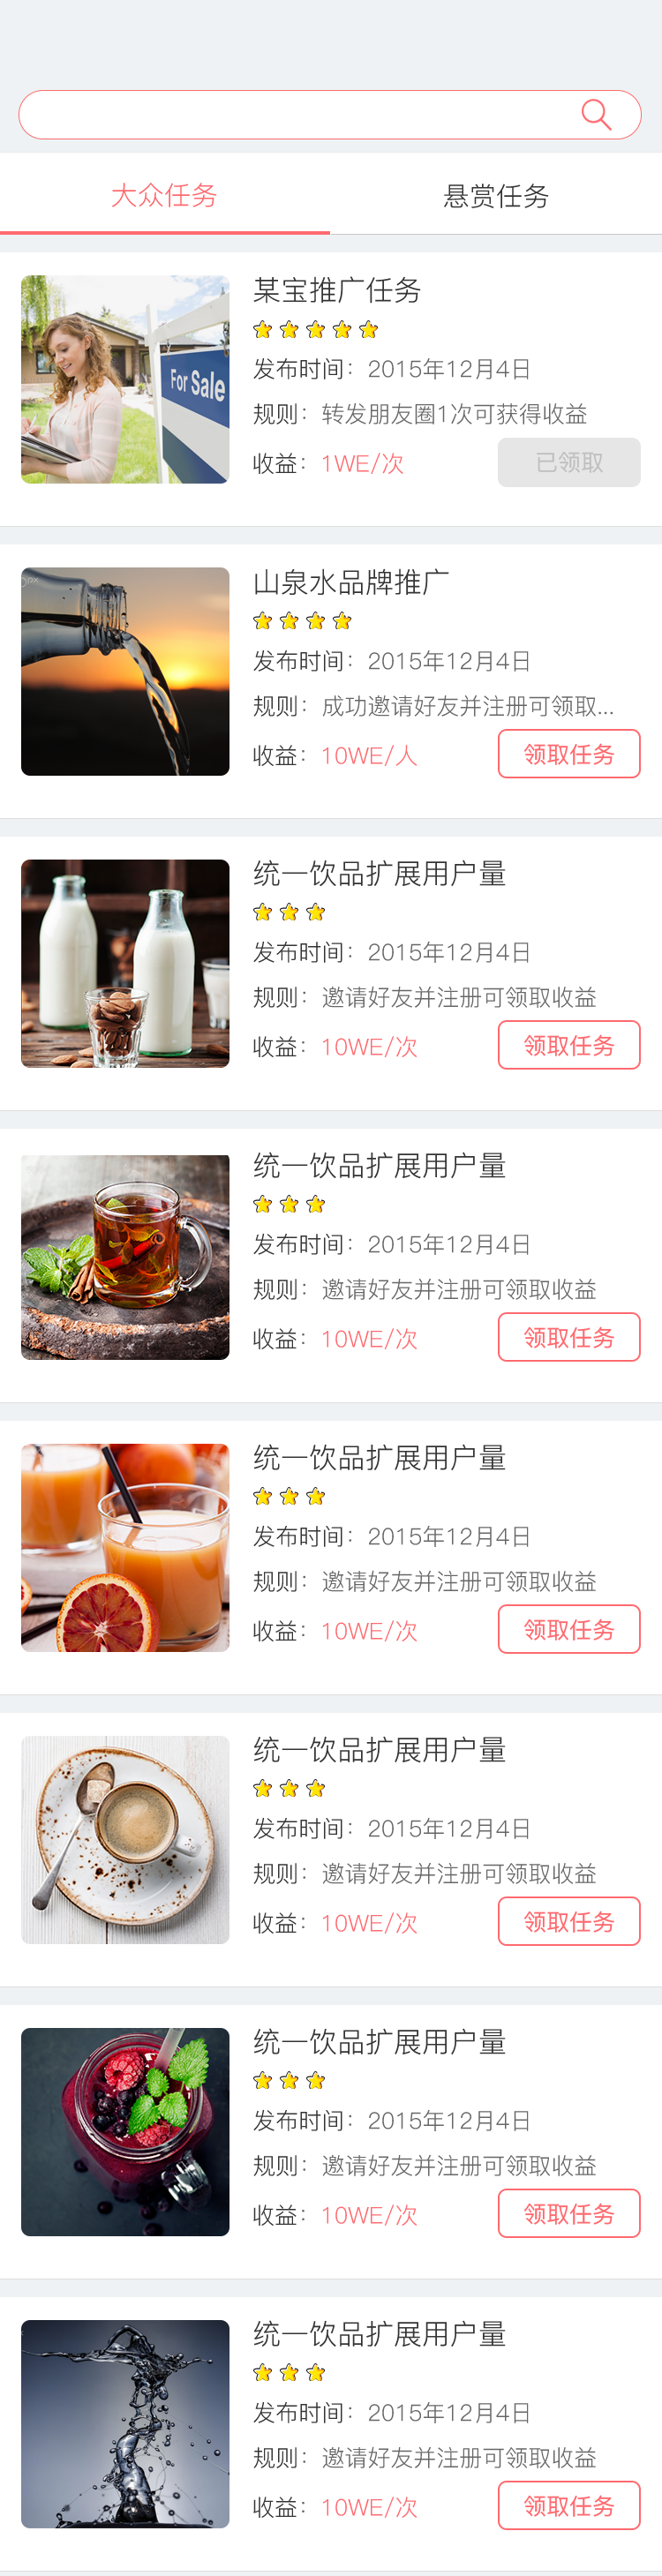 大众任务
悬赏任务
某宝推广任务
For Sale
发布时间：2015年12月4日
规则：转发朋友圈1次可获得收益
收益：1WE/次
已领取
山泉水品牌推广
发布时间：2015年12月4日
规则：成功邀请好友并注册可领取...
收益：10WE/人
领取任务
统一饮品扩展用户量
发布时间：2015年12月4日
规则：邀请好友并注册可领取收益
收益：10WE/次
领取任务
统一饮品扩展用户量
发布时间：2015年12月4日
规则：邀请好友并注册可领取收益
收益：10WE/次
领取任务
统一饮品扩展用户量
发布时间：2015年12月4日
规则：邀请好友并注册可领取收益
收益：10WE/次
领取任务
统一饮品扩展用户量
发布时间：2015年12月4日
规则：邀请好友并注册可领取收益
收益：10WE/次
领取任务
统一饮品扩展用户量
发布时间：2015年12月4日
规则：邀请好友并注册可领取收益
收益：10WE/次
领取任务
统一饮品扩展用户量
发布时间：2015年12月4日
规则：邀请好友并注册可领取收益
收益：10WE/次
领取任务